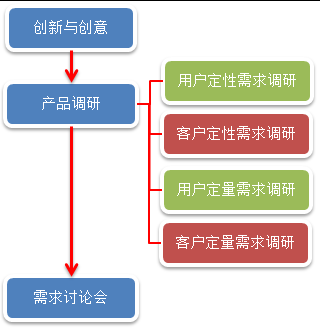 创新与创意
产品调研
用户定性需求调研
客户定性需求调研
用户定量需求调研
客户定量需求调研
需求讨论会